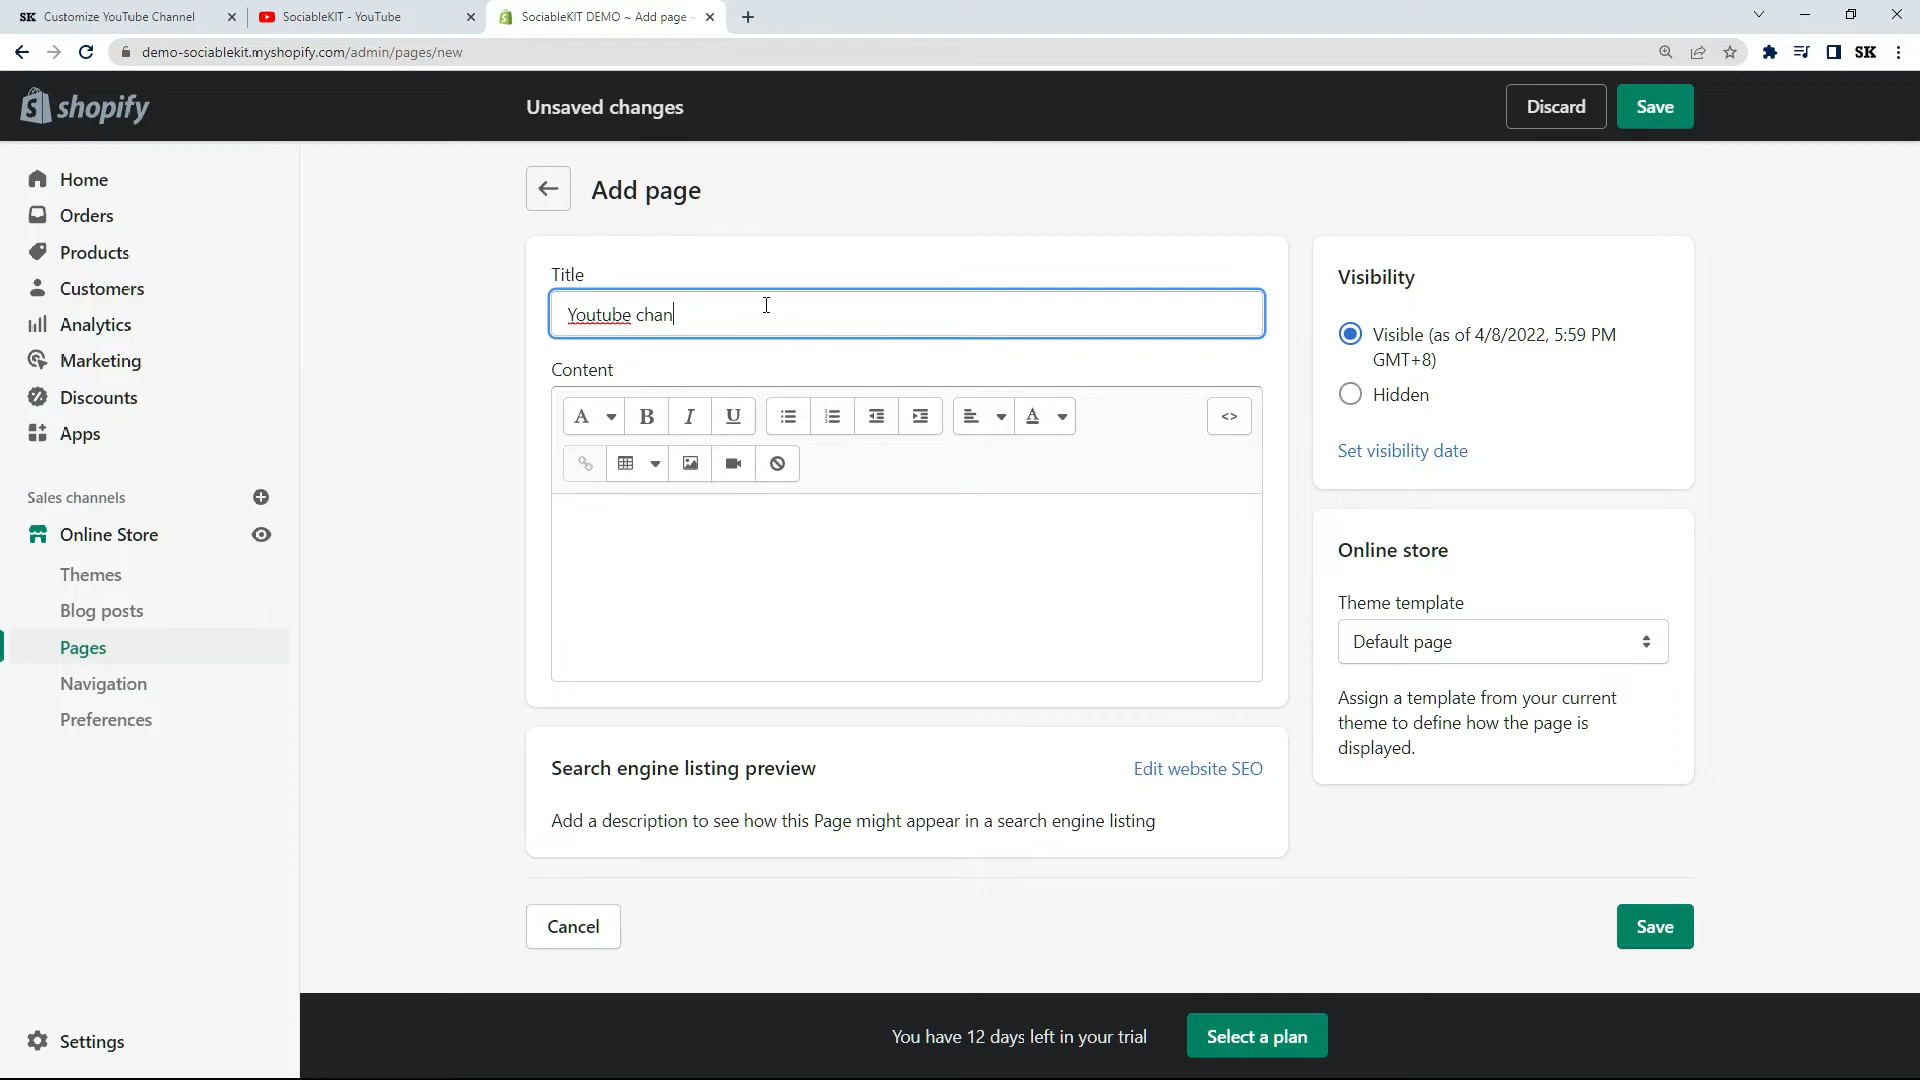 SK Customize YouTube Channel
SociableKIT - YouTube
SociableKIT DEMO ~ Add page -
demo-sociablekit.myshopify.com/admin/pages/new
SK
shopify
Unsaved changes
Discard
Save
Home
Orders
Products
Customers
Analytics
Marketing
Discounts
Apps
Sales channels
Online Store
Themes
Blog posts
Pages
Navigation
Preferences
Settings
Add page
Title
Youtube chan
Content
A
B
I
U
A
<>
Search engine listing preview
Edit website SEO
Add a description to see how this Page might appear in a search engine listing
Cancel
Save
Visibility
Visible (as of 4/8/2022, 5:59 PM
GMT+8)
Hidden
Set visibility date
Online store
Theme template
Default page
Assign a template from your current
theme to define how the page is
displayed.
You have 12 days left in your trial
Select a plan